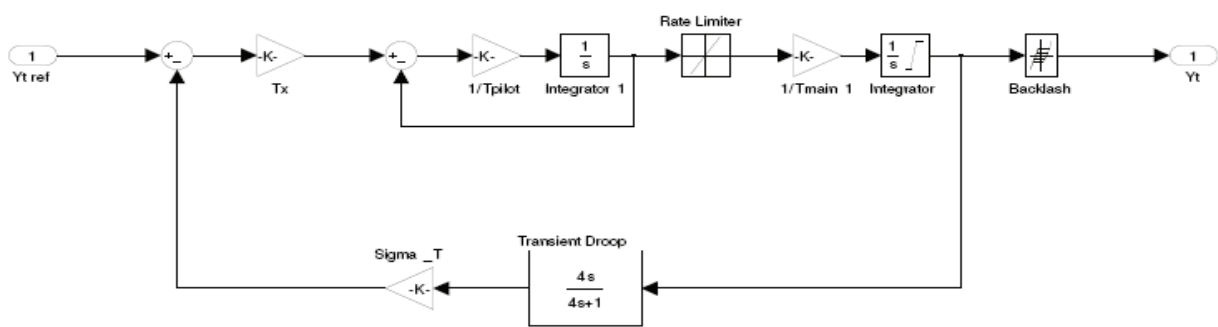 Rate Limiter
1
Yt ref
+_
-K-
Tx
+_
-K-
1/Tpilot
1
s
Integrator 1
-K-
1/Tmain 1
1
s
Integrator
Backlash
1
Yt
Transient Droop
Sigma _T
-K-
4s
4s+1